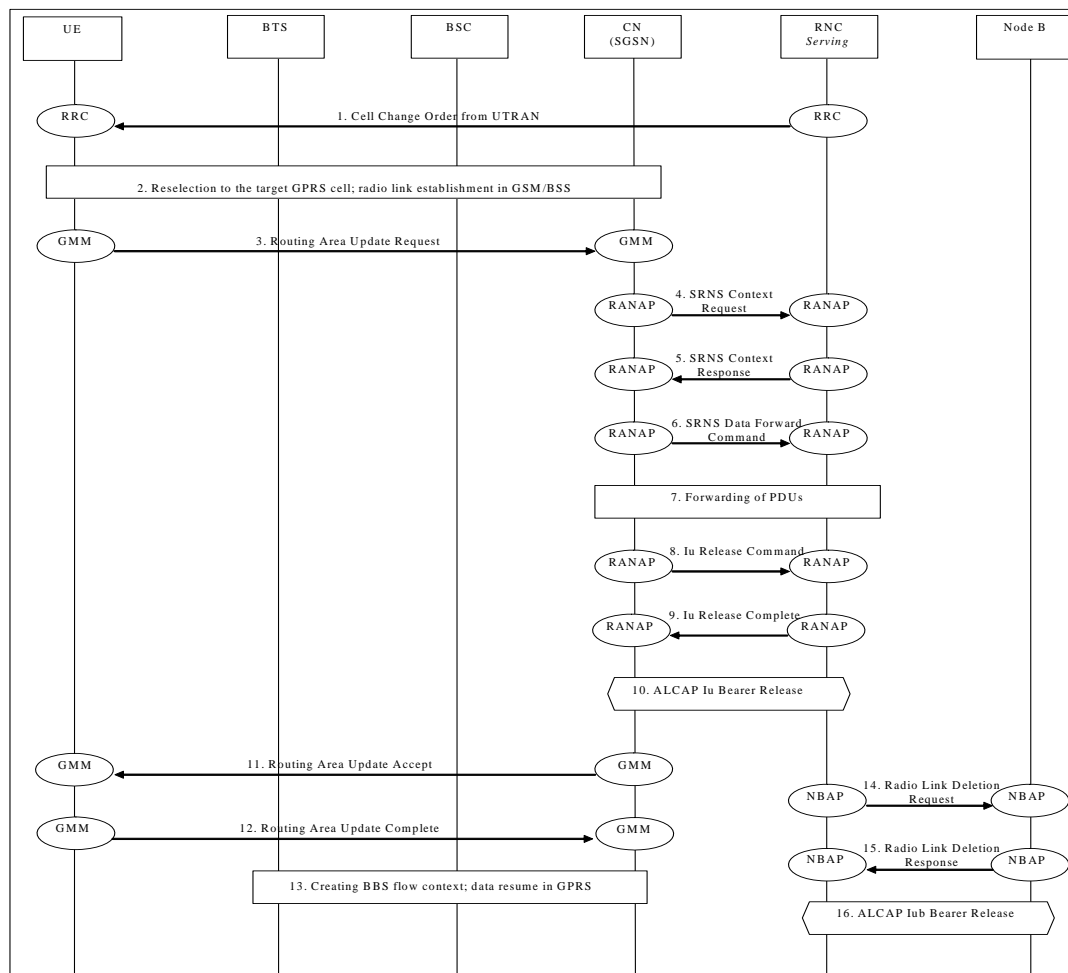 UE
BTS
BSC
CN
(SGSN)
RNC
Serving
Node B
RRC
1. Cell Change Order from UTRAN
RRC
2. Reselection to the target GPRS cell; radio link establishment in GSM/BSS
GMM
3. Routing Area Update Request
GMM
RANAP
4. SRNS Context
Request
RANAP
RANAP
5. SRNS Context
Response
RANAP
RANAP
6. SRNS Data Forward
Command
RANAP
7. Forwarding of PDUs
RANAP
8. Iu Release Command
RANAP
RANAP
9. Iu Release Complete
RANAP
10. ALCAP Iu Bearer Release
GMM
11. Routing Area Update Accept
GMM
NBAP
14. Radio Link Deletion
Request
NBAP
GMM
12. Routing Area Update Complete
GMM
NBAP
15. Radio Link Deletion
Response
NBAP
13. Creating BBS flow context; data resume in GPRS
16. ALCAP Iub Bearer Release